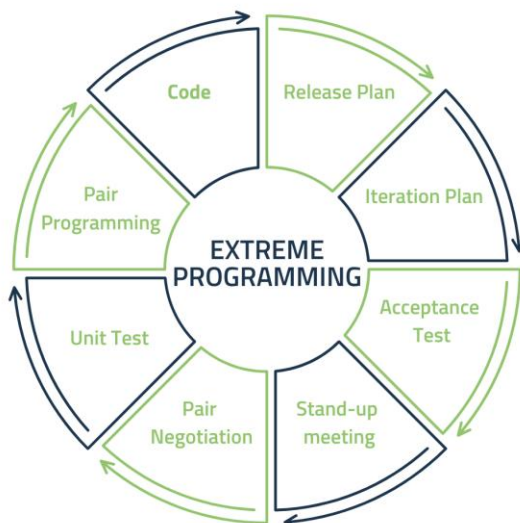 Code
Release Plan
Pair
Programming
Iteration Plan
EXTREME
PROGRAMMING
Unit Test
Acceptance
Test
Pair
Negotiation
Stand-up
meeting